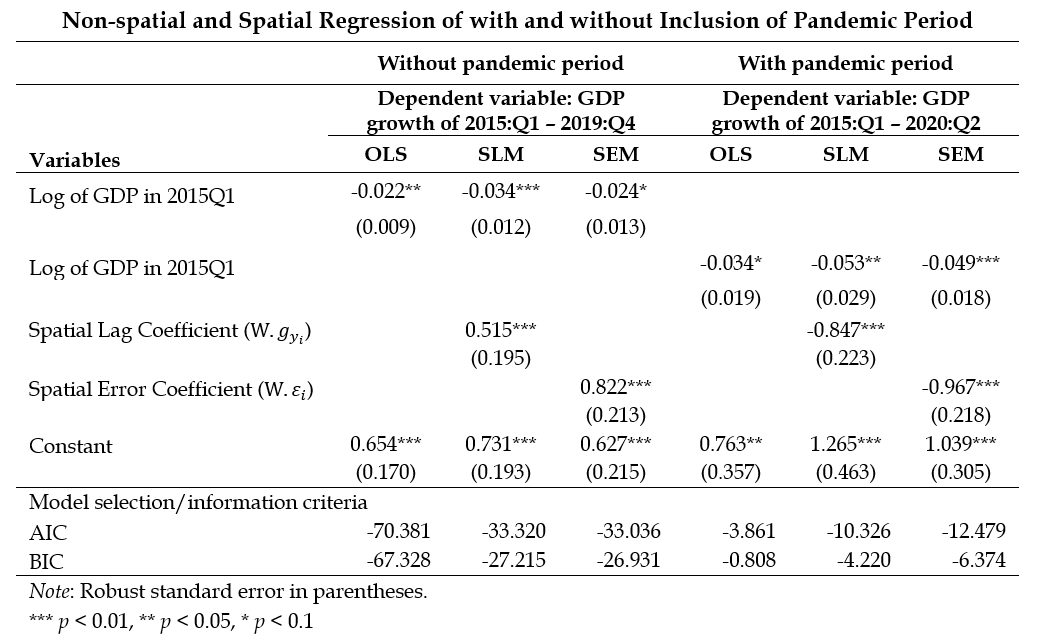 Non-spatial and Spatial Regression of with and without Inclusion of Pandemic Period
Without pandemic period With pandemic period
Dependent variable: GDP growth of 2015:Q1 – 2019:Q4 Dependent variable: GDP growth of 2015:Q1 – 2020:Q2
Variables OLS SLM SEM OLS SLM SEM
Log of GDP in 2015Q1 -0.022** -0.034*** -0.024*
(0.009) (0.012) (0.013)
Log of GDP in 2015Q1 -0.034* -0.053** -0.049***
(0.019) (0.029) (0.018)
Spatial Lag Coefficient (W. g_{y_i}) 0.515*** -0.847***
(0.195) (0.223)
Spatial Error Coefficient (W. ε_i) 0.822*** -0.967***
(0.213) (0.218)
Constant 0.654*** 0.731*** 0.627*** 0.763** 1.265*** 1.039***
(0.170) (0.193) (0.215) (0.357) (0.463) (0.305)
Model selection/information criteria
AIC -70.381 -33.320 -33.036 -3.861 -10.326 -12.479
BIC -67.328 -27.215 -26.931 -0.808 -4.220 -6.374
Note: Robust standard error in parentheses.
*** p < 0.01, ** p < 0.05, * p < 0.1